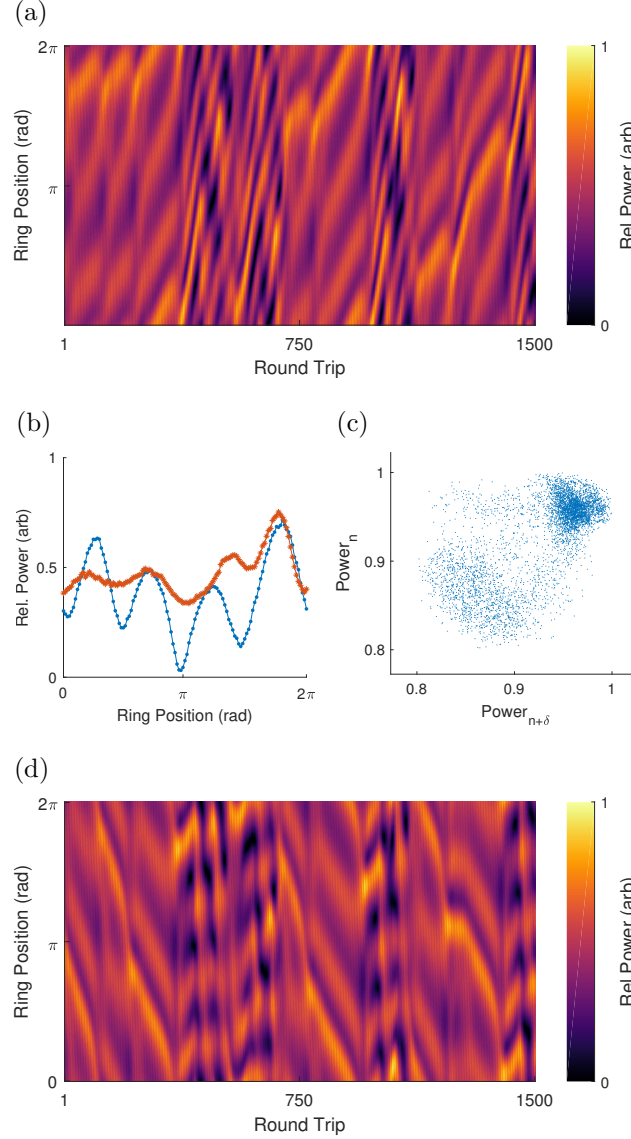 (a)
2π
π
Ring Position (rad)
1
750
1500
Round Trip
1
0
Rel Power (arb)
(b)
1
0.5
0
Rel. Power (arb)
0
π
2π
Ring Position (rad)
(c)
1
0.9
0.8
Power_n
0.8
0.9
1
Power_{n+δ}
(d)
2π
π
0
Ring Position (rad)
1
750
1500
Round Trip
1
0
Rel Power (arb)